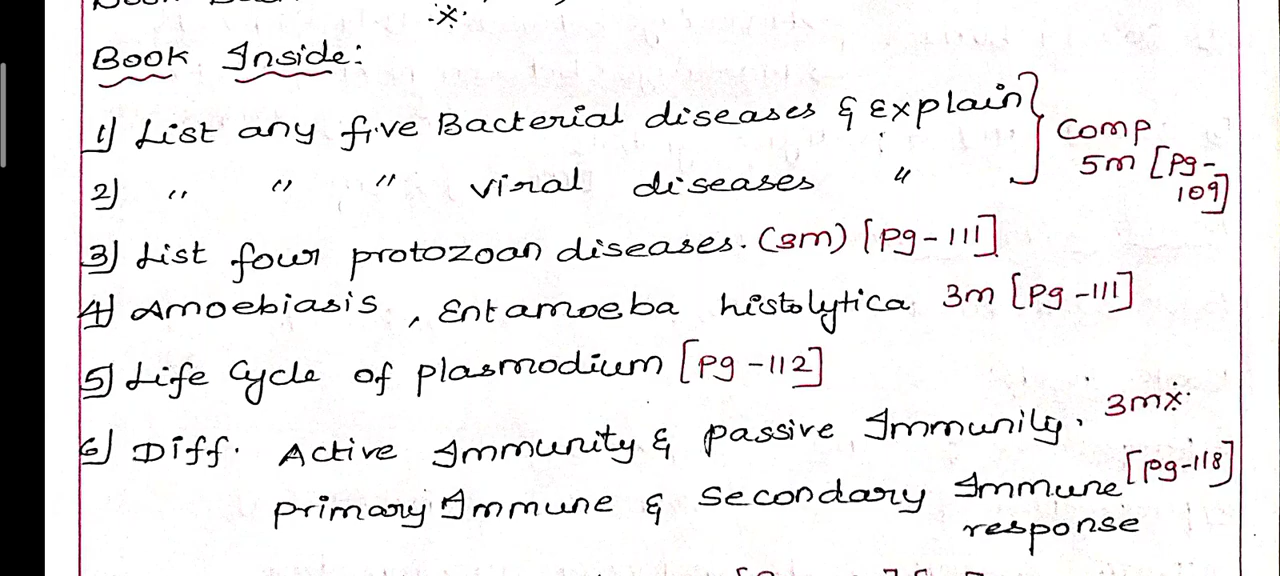 Book Inside:
1) List any five Bacterial diseases & Explain } Comp
5m [Pg-109]
2) " " " viral diseases "
3) List four protozoan diseases. (3m) [Pg-111]
4) Amoebiasis, Entamoeba histolytica 3m [Pg-111]
5) Life Cycle of plasmodium [Pg-112]
6) Diff. Active Immunity & passive Immunity. 3m
[Pg-118]
primary Immune & secondary Immune
response